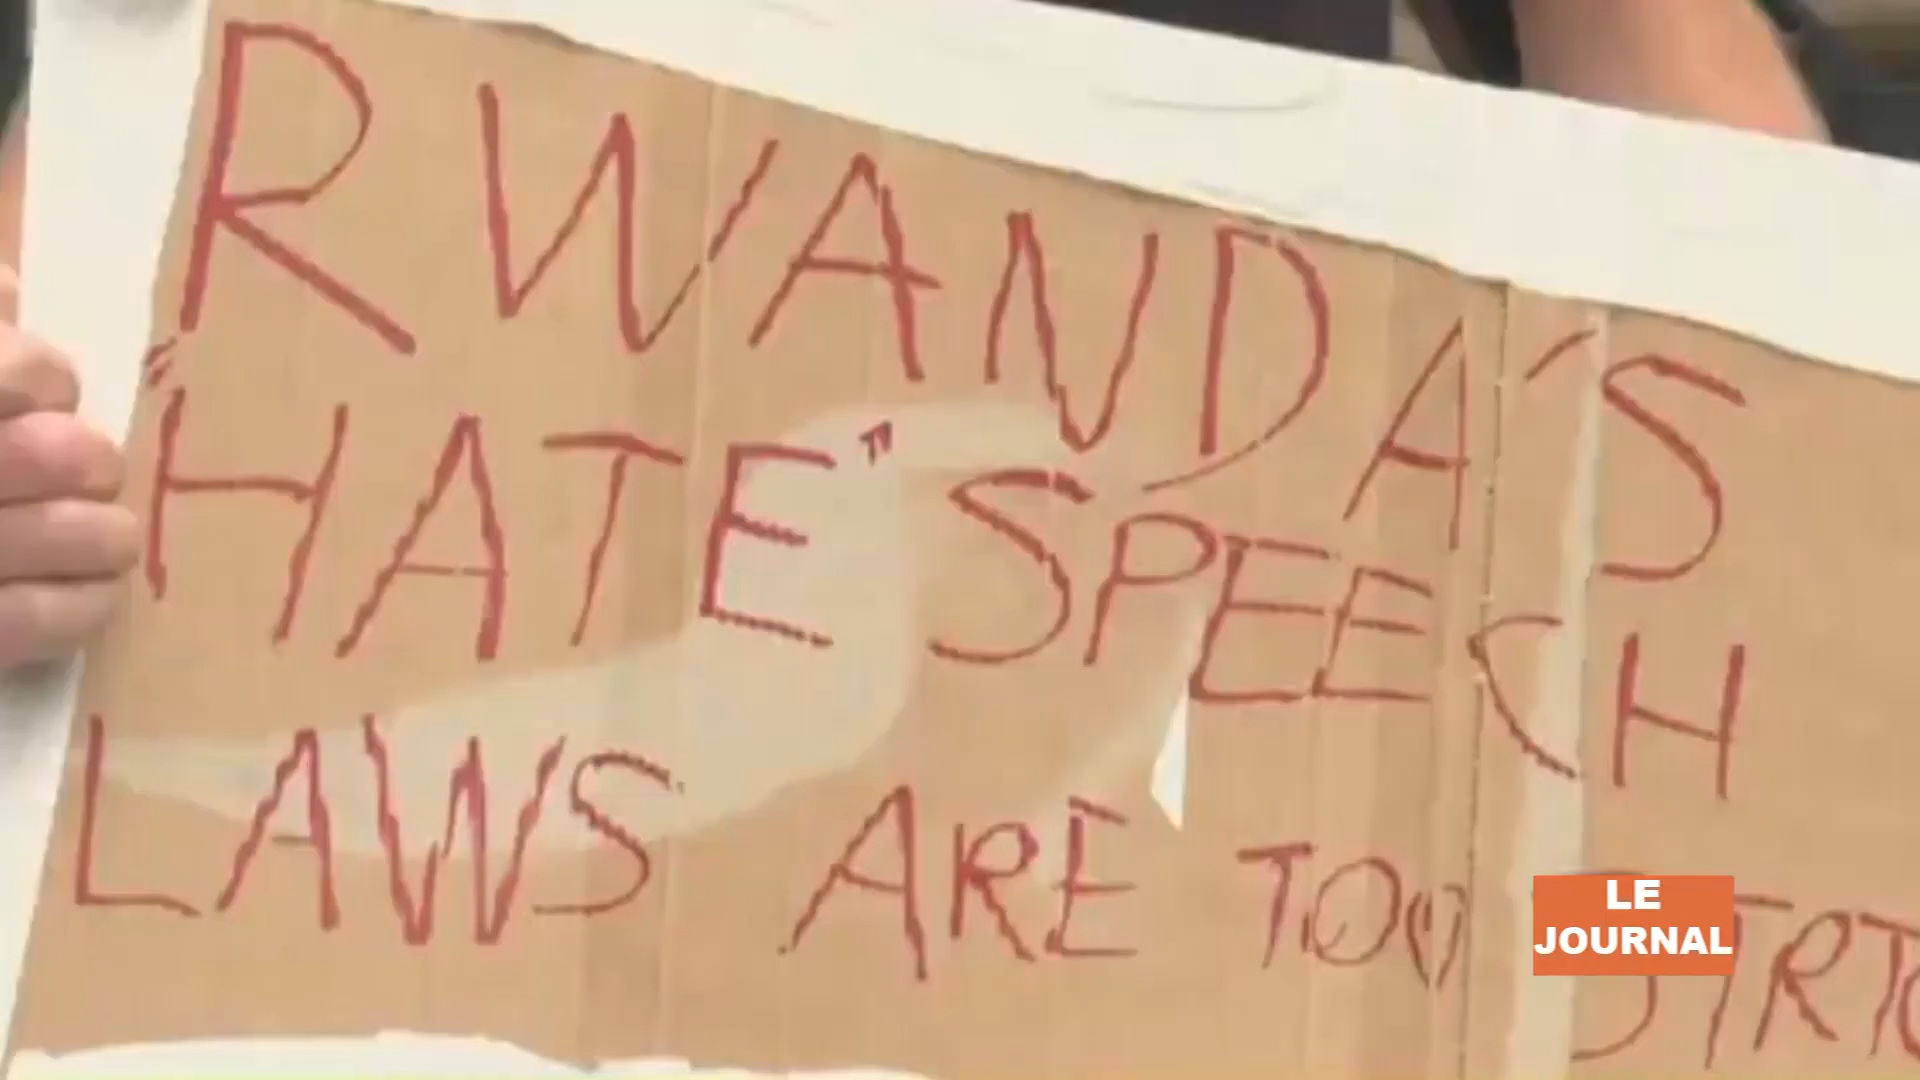 RWANDA'S
"HATE" SPEECH
LAWS ARE TOO
LE
JOURNAL